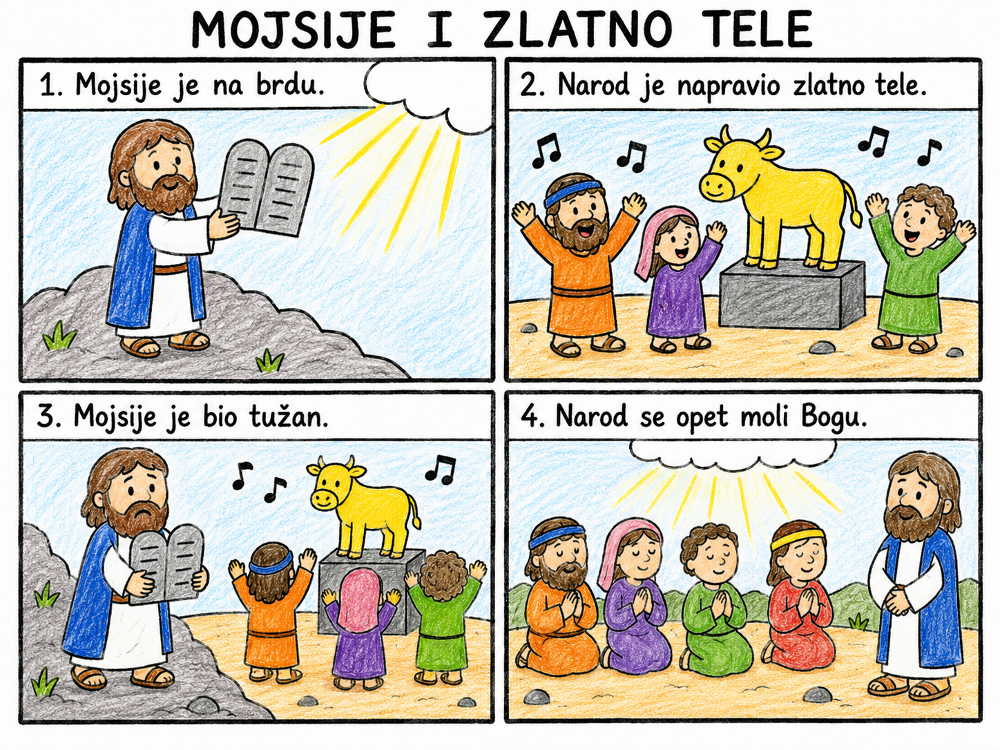 MOJSIJE I ZLATNO TELE
1. Mojsije je na brdu.
2. Narod je napravio zlatno tele.
3. Mojsije je bio tužan.
4. Narod se opet moli Bogu.